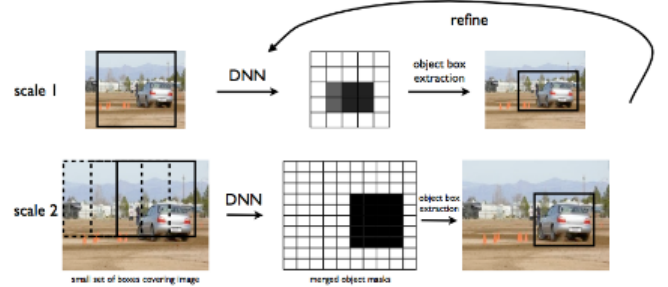 refine
scale 1
DNN
object box
extraction
scale 2
DNN
object box
extraction
small set of boxes covering image
merged object masks